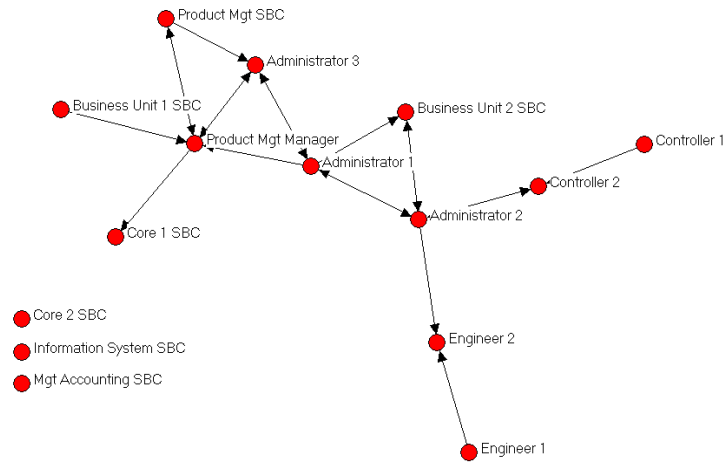 Product Mgt SBC
Administrator 3
Business Unit 1 SBC
Business Unit 2 SBC
Product Mgt Manager
Controller 1
Administrator 1
Controller 2
Administrator 2
Core 1 SBC
Core 2 SBC
Engineer 2
Information System SBC
Mgt Accounting SBC
Engineer 1